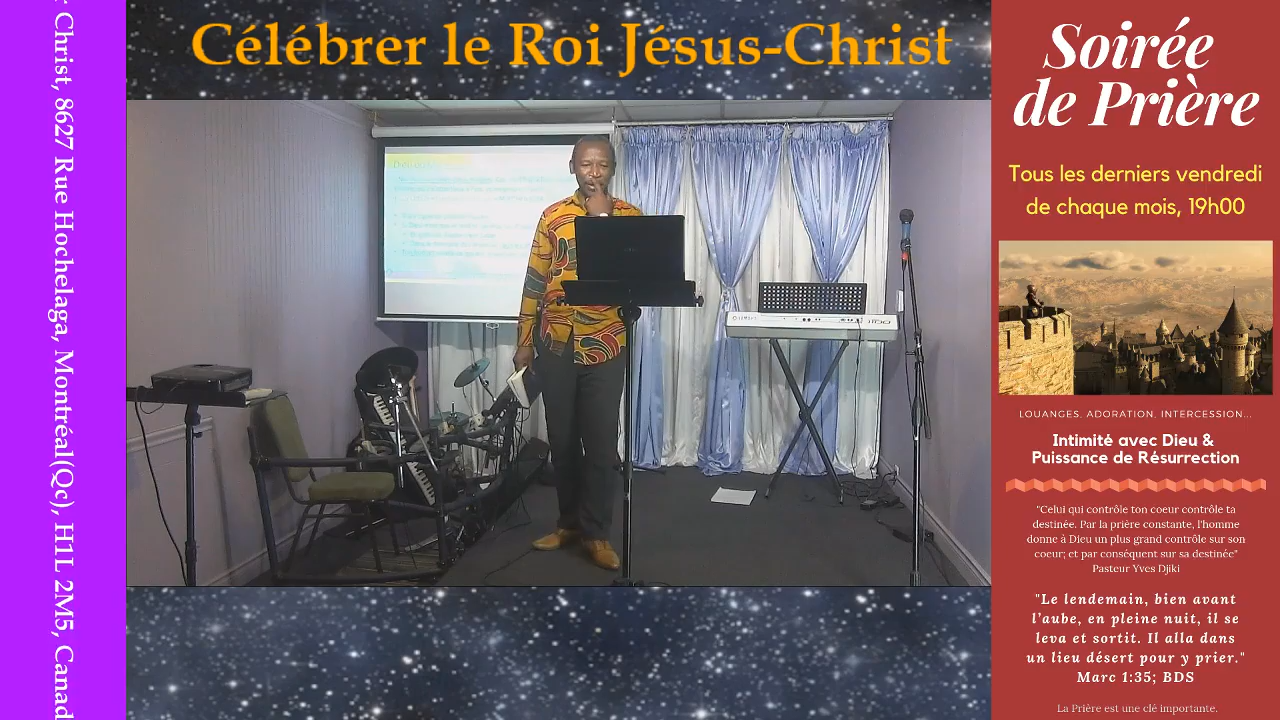 Célébrer le Roi Jésus-Christ
Christ, 8627 Rue Hochelaga, Montréal(Qc), H1L 2M5, Canad
Soirée
de Prière
Tous les derniers vendredi
de chaque mois, 19h00
LOUANGES, ADORATION, INTERCESSION...
Intimité avec Dieu &
Puissance de Résurrection
"Celui qui contrôle ton coeur contrôle ta
destinée. Par la prière constante, l'homme
donne à Dieu un plus grand contrôle sur son
coeur; et par conséquent sur sa destinée"
Pasteur Yves Djiki
"Le lendemain, bien avant
l'aube, en pleine nuit, il se
leva et sortit. Il alla dans
un lieu désert pour y prier."
Marc 1:35; BDS
La Prière est une clé importante.